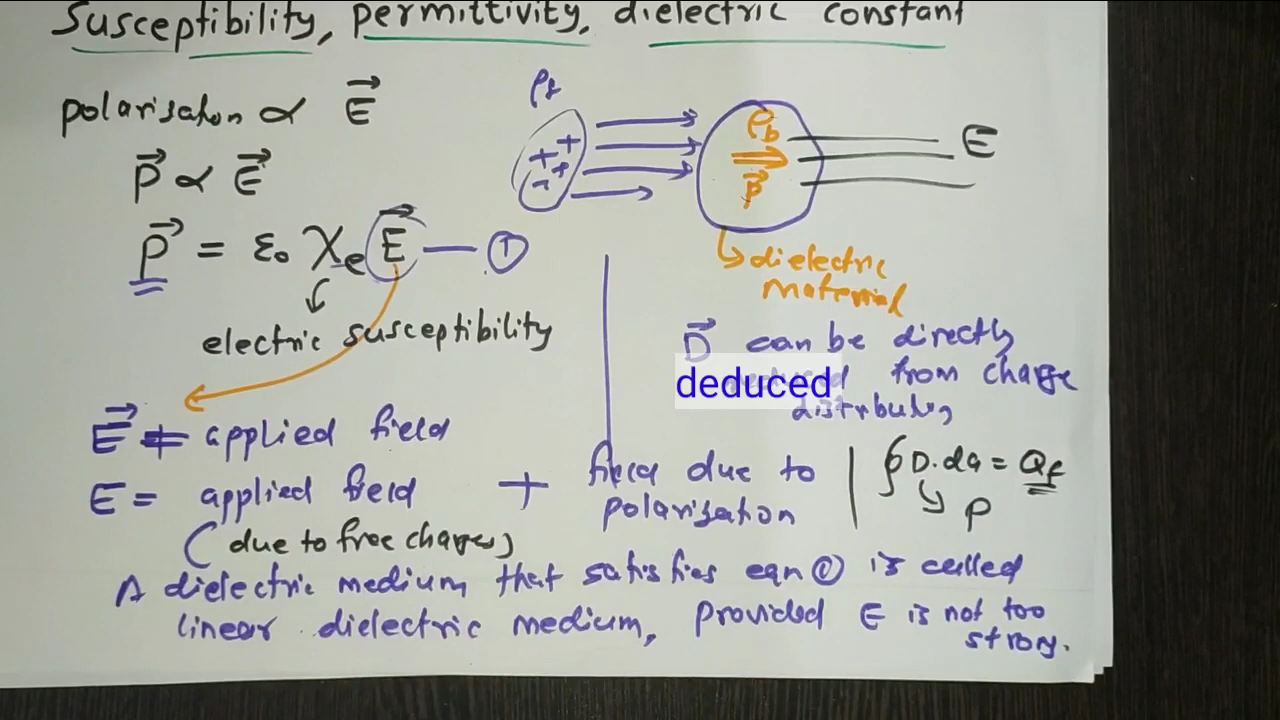 Susceptibility, permittivity, dielectric constant
polarisaton ∝ E⃗
P⃗ ∝ E⃗
P⃗ = ε₀ χe E⃗ — ①
electric susceptibility
ρf
+ +
+ +
ρb
P⃗
E
dielectric
material
D⃗ can be directly
deduced from charge
distribution
E⃗ ≠ applied field
E = applied field + field due to
polarisation
(due to free charges)
∮D.da = Qf
P
A dielectric medium that satisfies eqn ① is called
linear dielectric medium, provided E is not too
strong.